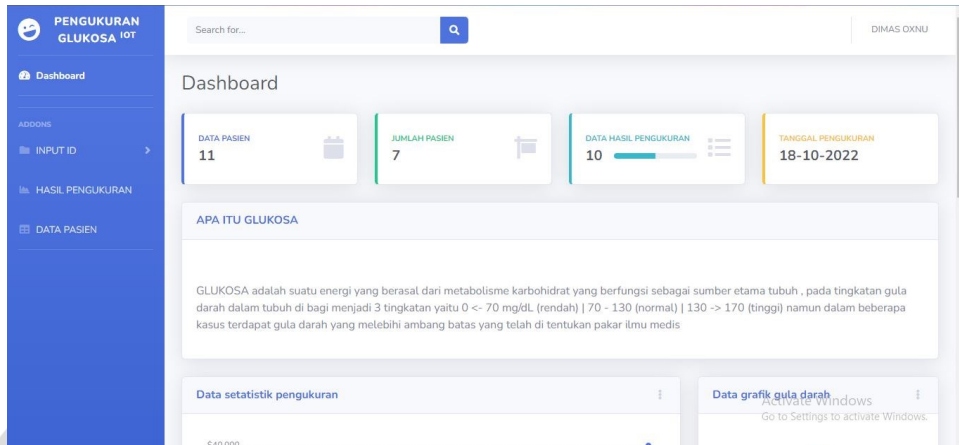 PENGUKURAN
GLUKOSA IOT
Search for...
DIMAS OXNU
Dashboard
Dashboard
ADDONS
INPUT ID
HASIL PENGUKURAN
DATA PASIEN
DATA PASIEN
11
JUMLAH PASIEN
7
DATA HASIL PENGUKURAN
10
TANGGAL PENGUKURAN
18-10-2022
APA ITU GLUKOSA
GLUKOSA adalah suatu energi yang berasal dari metabolisme karbohidrat yang berfungsi sebagai sumber etama tubuh , pada tingkatan gula
darah dalam tubuh di bagi menjadi 3 tingkatan yaitu 0 <- 70 mg/dL (rendah) | 70 - 130 (normal) | 130 -> 170 (tinggi) namun dalam beberapa
kasus terdapat gula darah yang melebihi ambang batas yang telah di tentukan pakar ilmu medis
Data setatistik pengukuran
Data grafik gula darah
Activate Windows
Go to Settings to activate Windows.
$40,000